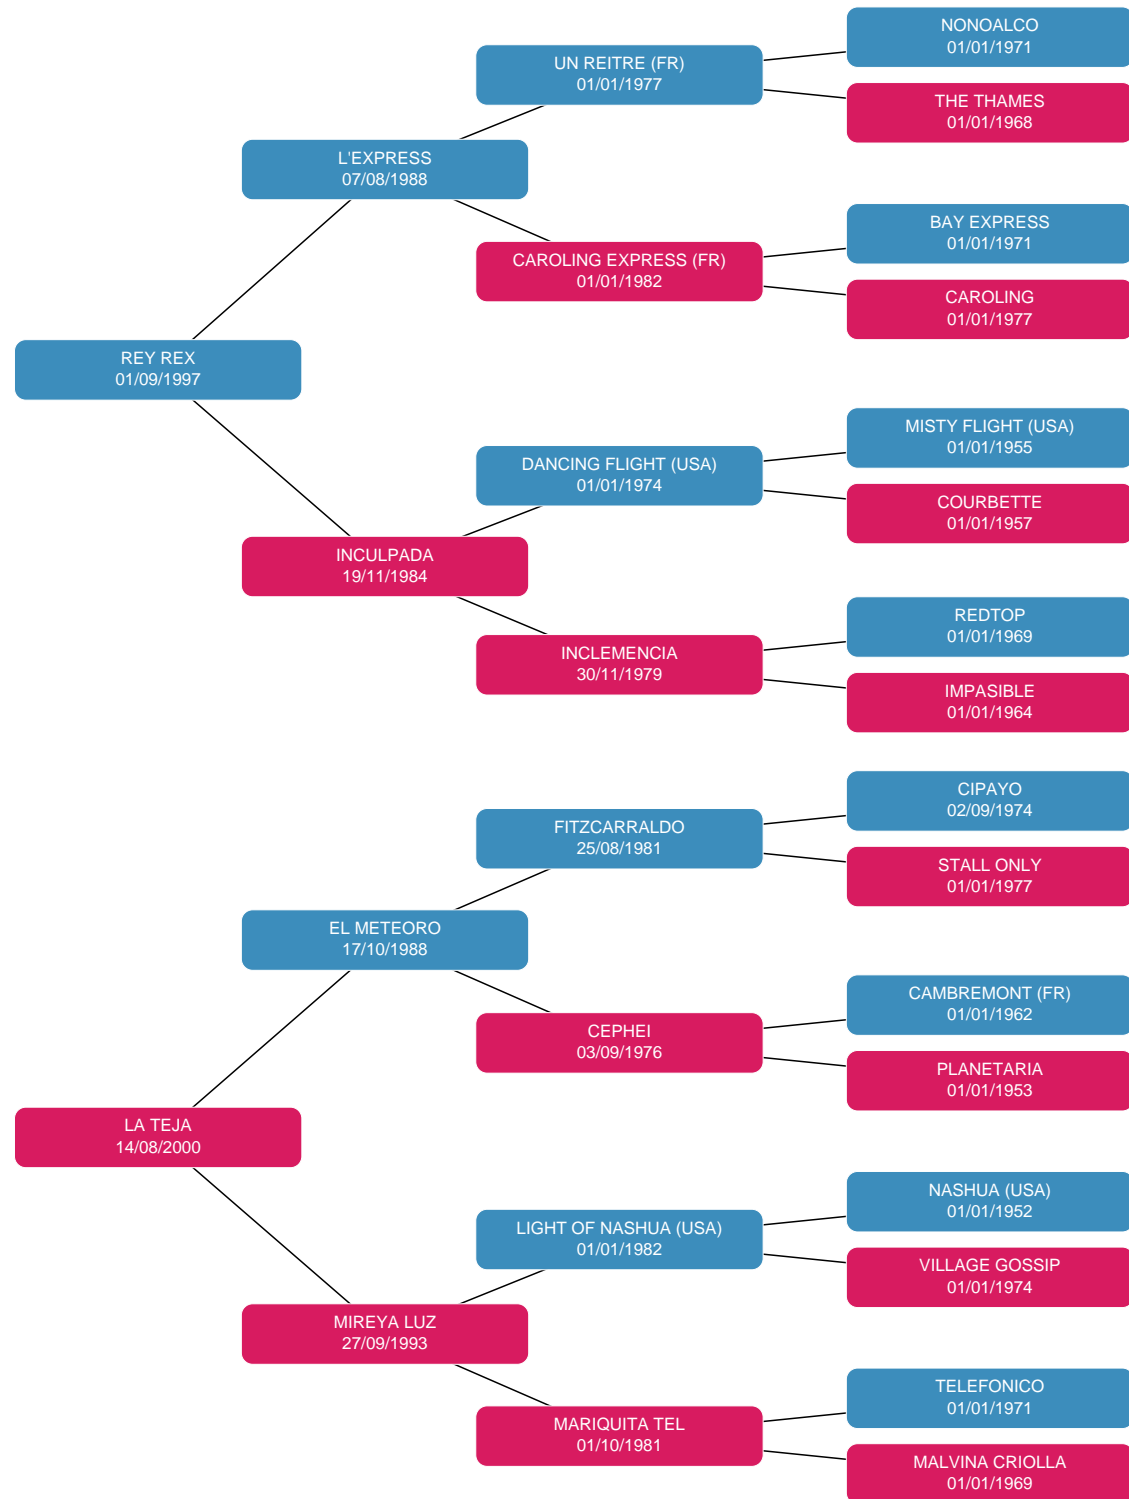 NONOALCO
01/01/1971
UN REITRE (FR)
01/01/1977
THE THAMES
01/01/1968
L'EXPRESS
07/08/1988
BAY EXPRESS
01/01/1971
CAROLING EXPRESS (FR)
01/01/1982
CAROLING
01/01/1977
REY REX
01/09/1997
MISTY FLIGHT (USA)
01/01/1955
DANCING FLIGHT (USA)
01/01/1974
COURBETTE
01/01/1957
INCULPADA
19/11/1984
REDTOP
01/01/1969
INCLEMENCIA
30/11/1979
IMPASIBLE
01/01/1964
CIPAYO
02/09/1974
FITZCARRALDO
25/08/1981
STALL ONLY
01/01/1977
EL METEORO
17/10/1988
CAMBREMONT (FR)
01/01/1962
CEPHEI
03/09/1976
PLANETARIA
01/01/1953
LA TEJA
14/08/2000
NASHUA (USA)
01/01/1952
LIGHT OF NASHUA (USA)
01/01/1982
VILLAGE GOSSIP
01/01/1974
MIREYA LUZ
27/09/1993
TELEFONICO
01/01/1971
MARIQUITA TEL
01/10/1981
MALVINA CRIOLLA
01/01/1969